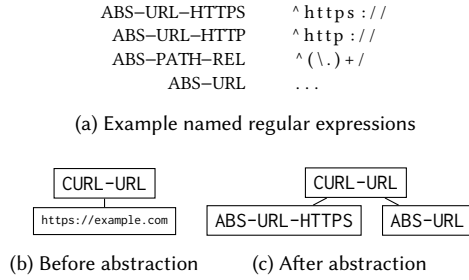 ABS–URL–HTTPS ^https://
ABS–URL–HTTP ^http://
ABS–PATH–REL ^(\.)+/
ABS–URL ...
(a) Example named regular expressions
CURL-URL CURL-URL
https://example.com ABS-URL-HTTPS ABS-URL
(b) Before abstraction (c) After abstraction